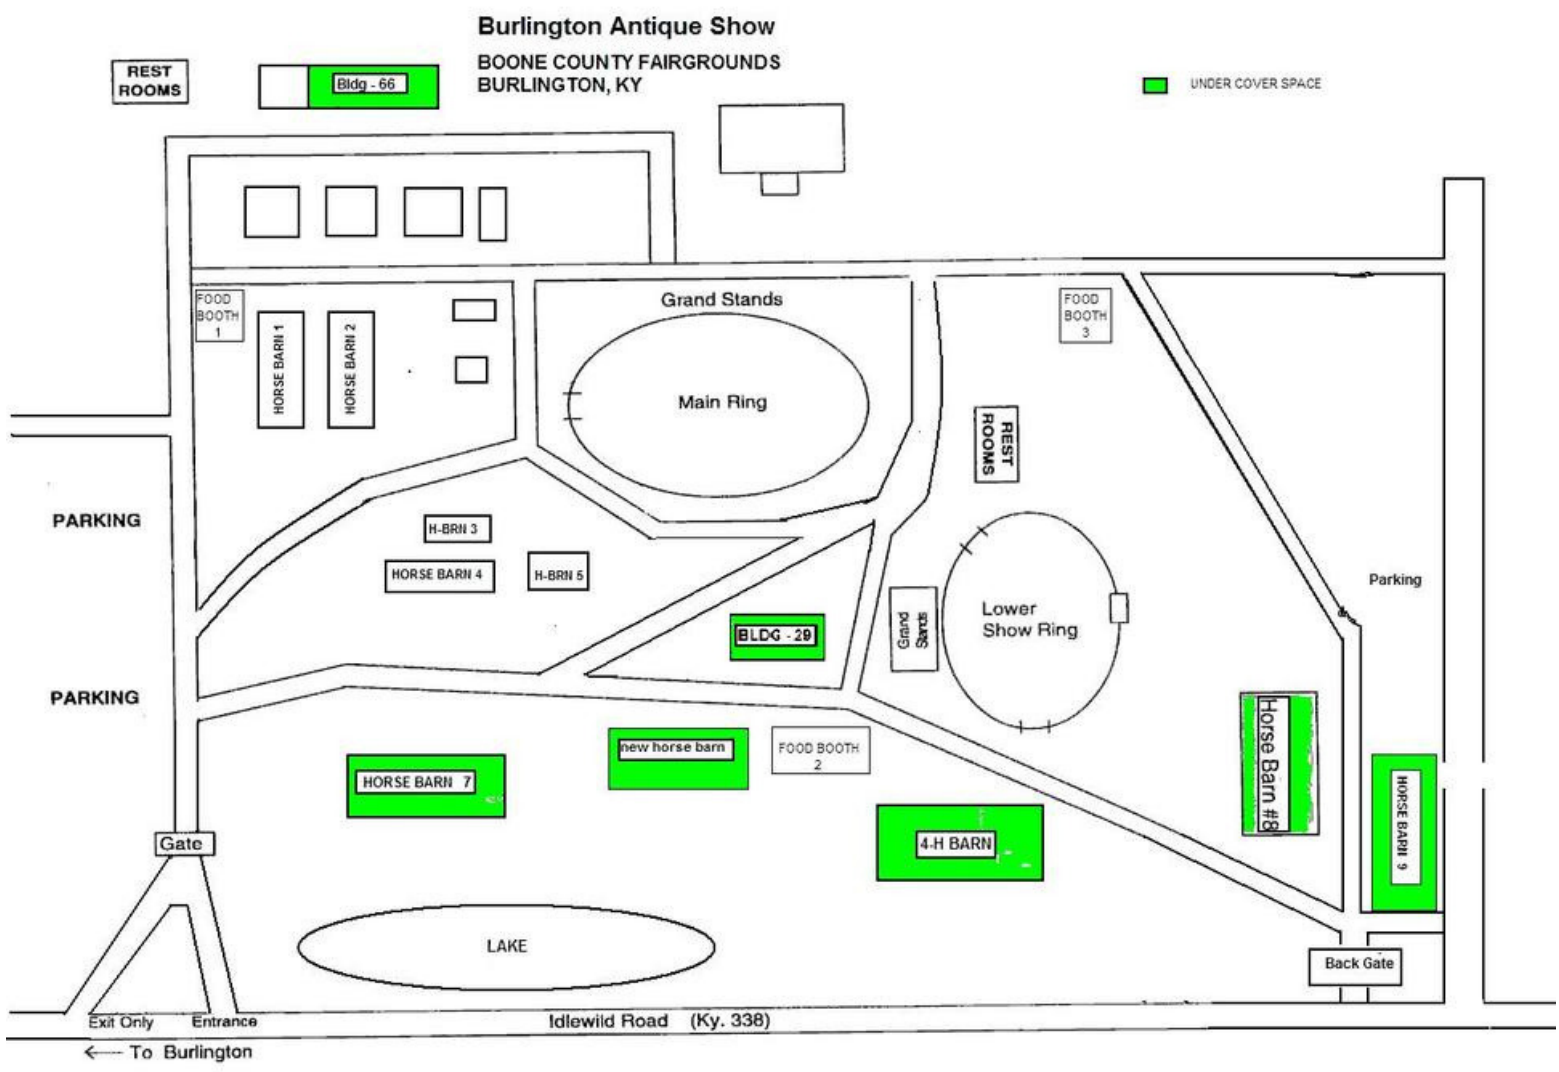 Burlington Antique Show
BOONE COUNTY FAIRGROUNDS
BURLINGTON, KY
REST
ROOMS
Bldg - 66
UNDER COVER SPACE
FOOD
BOOTH
1
HORSE BARN 1
HORSE BARN 2
Grand Stands
Main Ring
FOOD
BOOTH
3
REST
ROOMS
PARKING
H-BRN 3
HORSE BARN 4
H-BRN 5
BLDG - 29
Grand
Stands
Lower
Show Ring
Parking
PARKING
HORSE BARN 7
new horse barn
FOOD BOOTH
2
4-H BARN
Horse Barn #8
HORSE BARN 9
Gate
LAKE
Back Gate
Exit Only
Entrance
Idlewild Road (Ky. 338)
<--- To Burlington